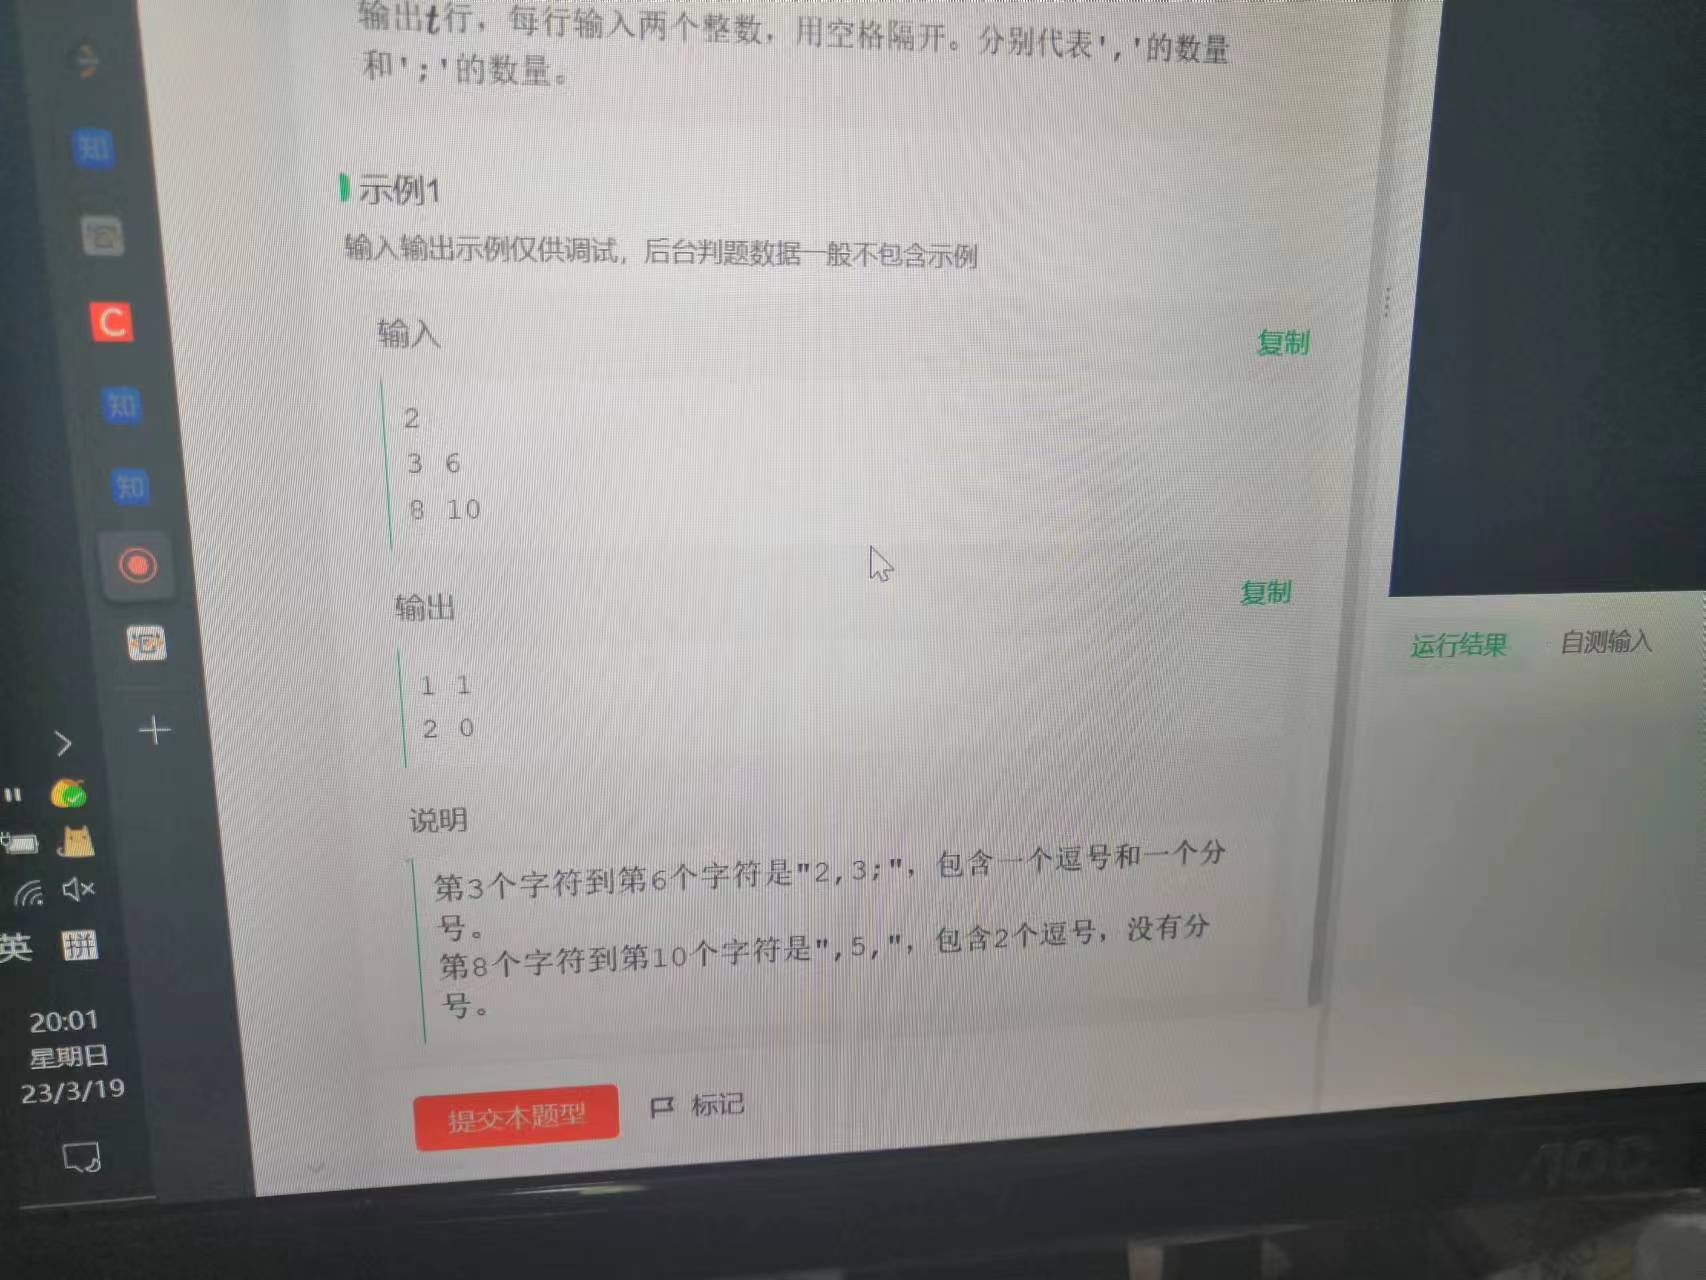 输出t行，每行输入两个整数，用空格隔开。分别代表','的数量
和';'的数量。
示例1
输入输出示例仅供调试，后台判题数据一般不包含示例
输入
复制
2
3 6
8 10
输出
复制
1 1
2 0
说明
第3个字符到第6个字符是"2,3;"，包含一个逗号和一个分
号。
第8个字符到第10个字符是",5,"，包含2个逗号，没有分
号。
提交本题型
标记
运行结果
自测输入
知
C
知
知
英
20:01
星期日
23/3/19
AOC